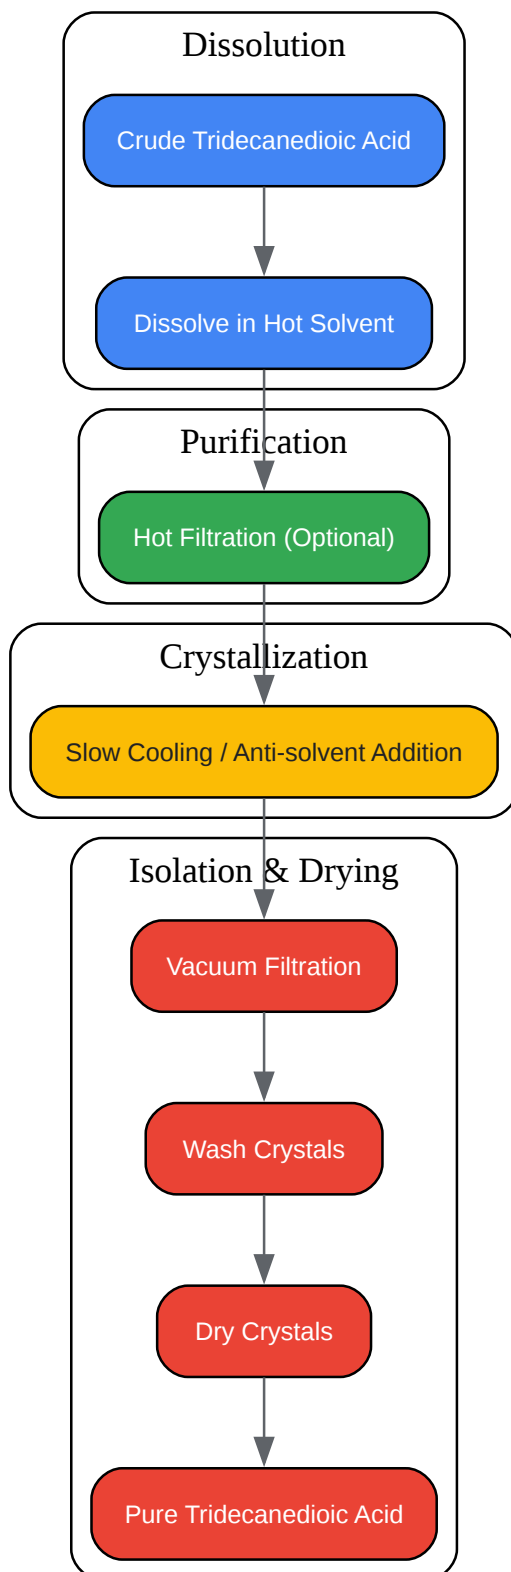 Dissolution
Crude Tridecanedioic Acid
Dissolve in Hot Solvent
Purification
Hot Filtration (Optional)
Crystallization
Slow Cooling / Anti-solvent Addition
Isolation & Drying
Vacuum Filtration
Wash Crystals
Dry Crystals
Pure Tridecanedioic Acid